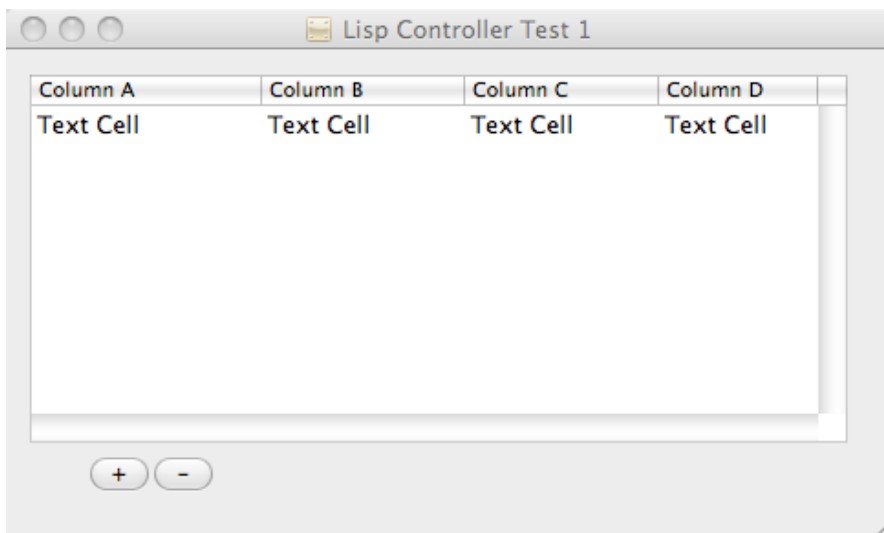 Lisp Controller Test 1
Column A Column B Column C Column D
Text Cell Text Cell Text Cell Text Cell
+ -